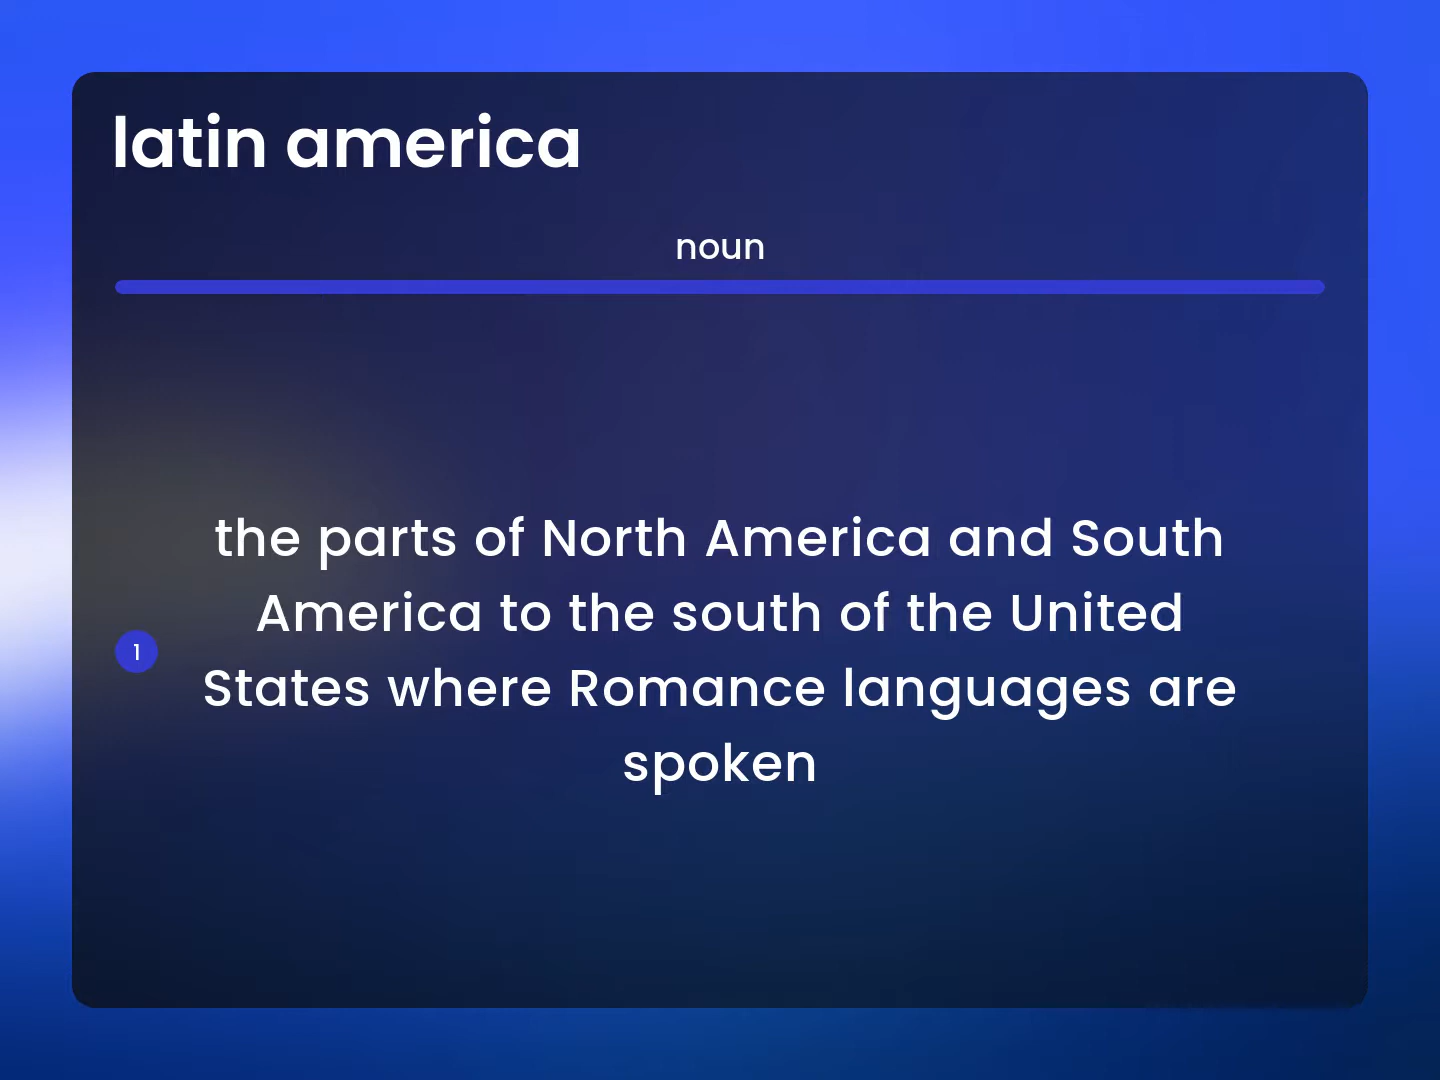 latin america
noun
the parts of North America and South
America to the south of the United
1
States where Romance languages are
spoken